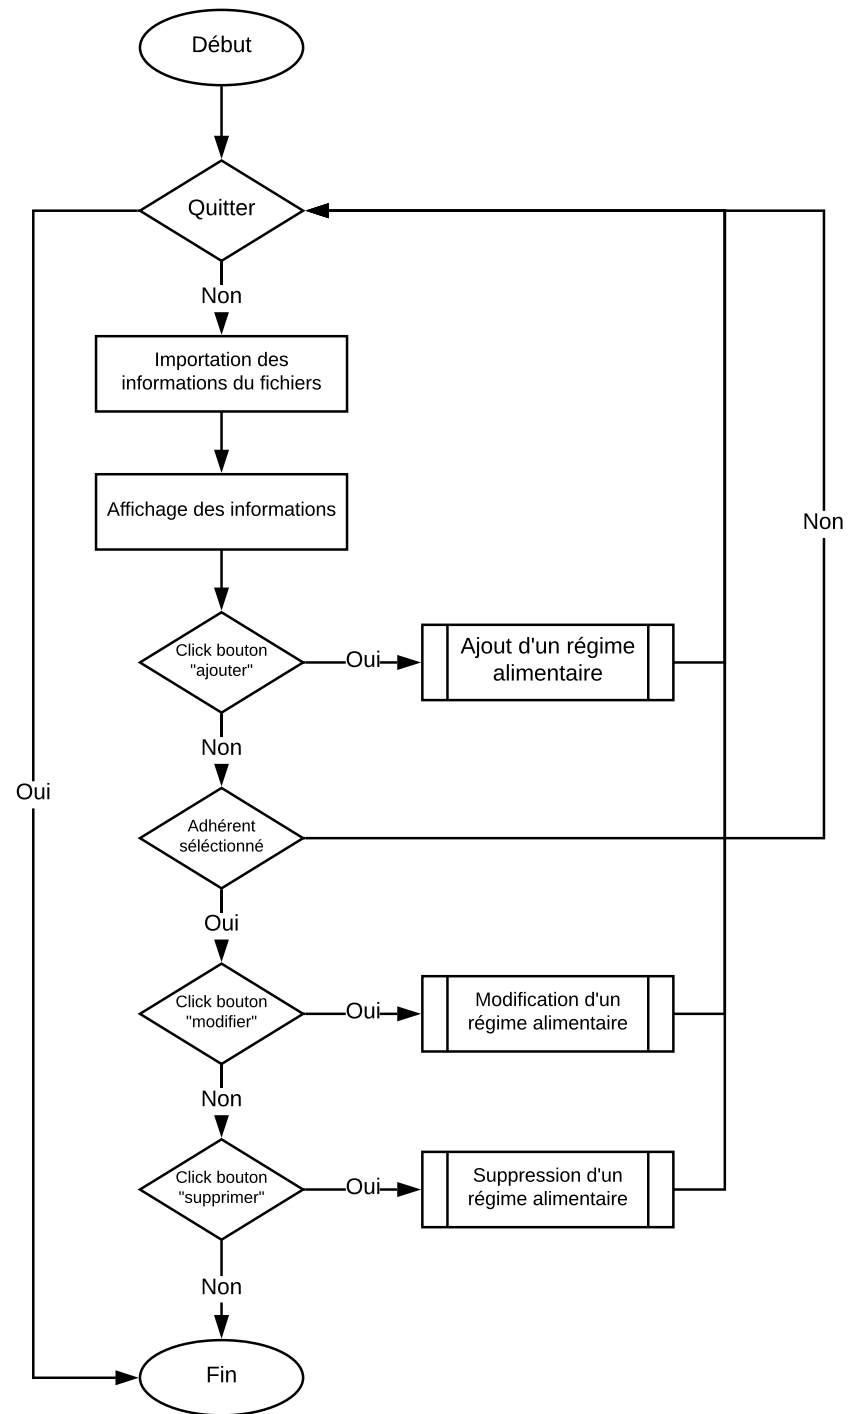 Début
Quitter
Non
Importation des
informations du fichiers
Affichage des informations
Non
Click bouton
"ajouter"
Oui
Ajout d'un régime
alimentaire
Non
Oui
Adhérent
séléctionné
Oui
Click bouton
"modifier"
Oui
Modification d'un
régime alimentaire
Non
Click bouton
"supprimer"
Oui
Suppression d'un
régime alimentaire
Non
Fin